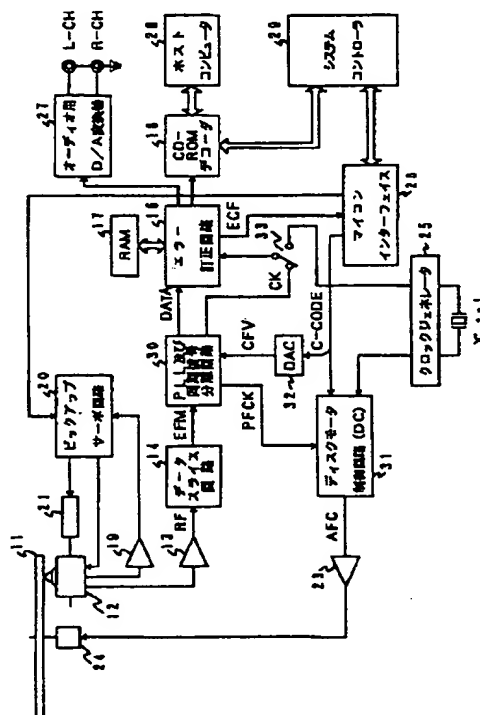 11
21
20
ピックアップ
サーボ回路
27
オーディオ用
D/A変換器
L-CH
R-CH
12
24
19
17
RAM
16
エラー
訂正回路
18
CD-
ROM
デコーダ
28
ホスト
コンピュータ
13
RF
14
データ
スライス
回路
EFM
30
PLL及び
同期信号
分離回路
DATA
CK
33
ECF
29
システム
コントローラ
PFCK
CFV
32
DAC
C-CODE
マイコン
インターフェイス
23
AFC
ディスクモータ
制御回路(DC)
31
クロックジェネレータ
25